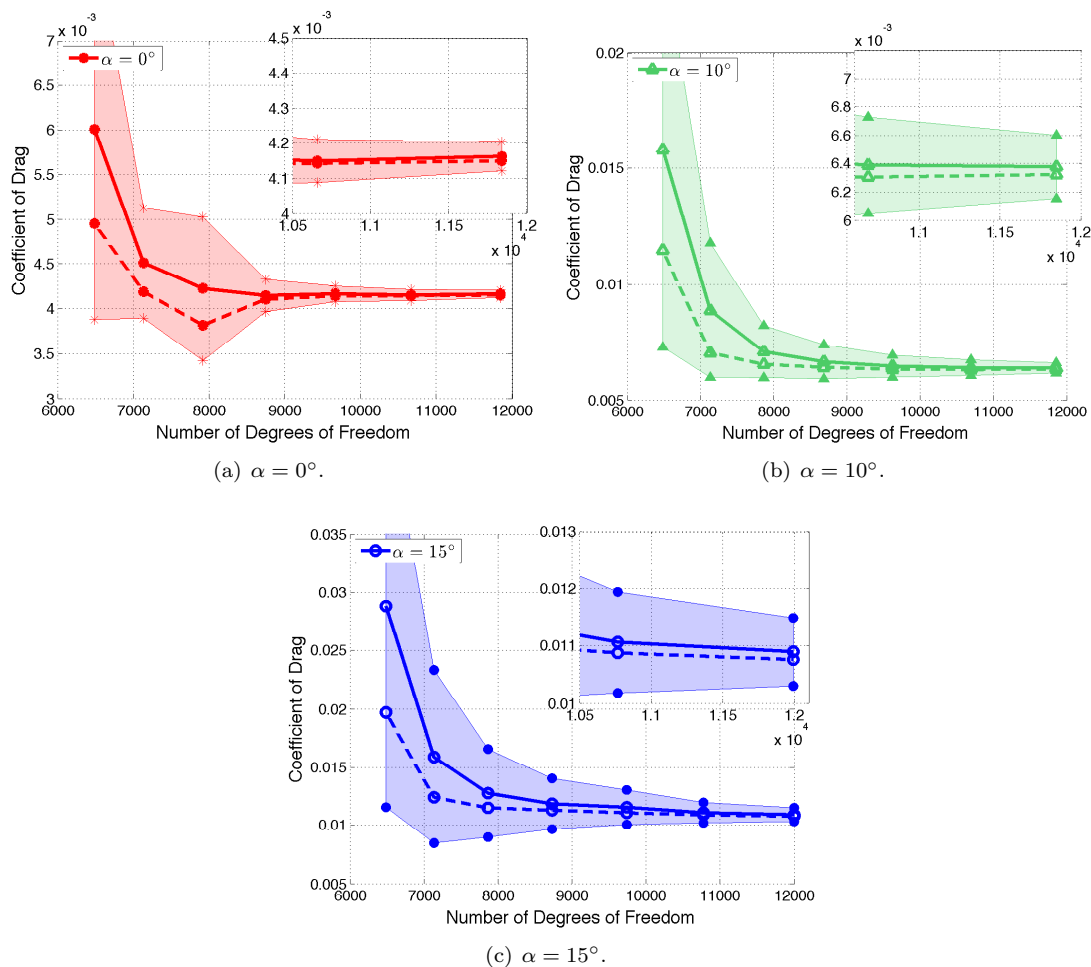 x 10⁻³
α = 0°
Coefficient of Drag
7
6.5
6
5.5
5
4.5
4
3.5
3
6000 7000 8000 9000 10000 11000 12000
Number of Degrees of Freedom
x 10⁻³
4.5
4.4
4.3
4.2
4.1
4
1.05 1.1 1.15 1.2
x 10⁴
(a) α = 0°.
α = 10°
Coefficient of Drag
0.02
0.015
0.01
0.005
6000 7000 8000 9000 10000 11000 12000
Number of Degrees of Freedom
x 10⁻³
7
6.8
6.6
6.4
6.2
6
1.1 1.15 1.2
x 10⁴
(b) α = 10°.
α = 15°
Coefficient of Drag
0.035
0.03
0.025
0.02
0.015
0.01
0.005
6000 7000 8000 9000 10000 11000 12000
Number of Degrees of Freedom
0.013
0.012
0.011
0.01
1.05 1.1 1.15 1.2
x 10⁴
(c) α = 15°.